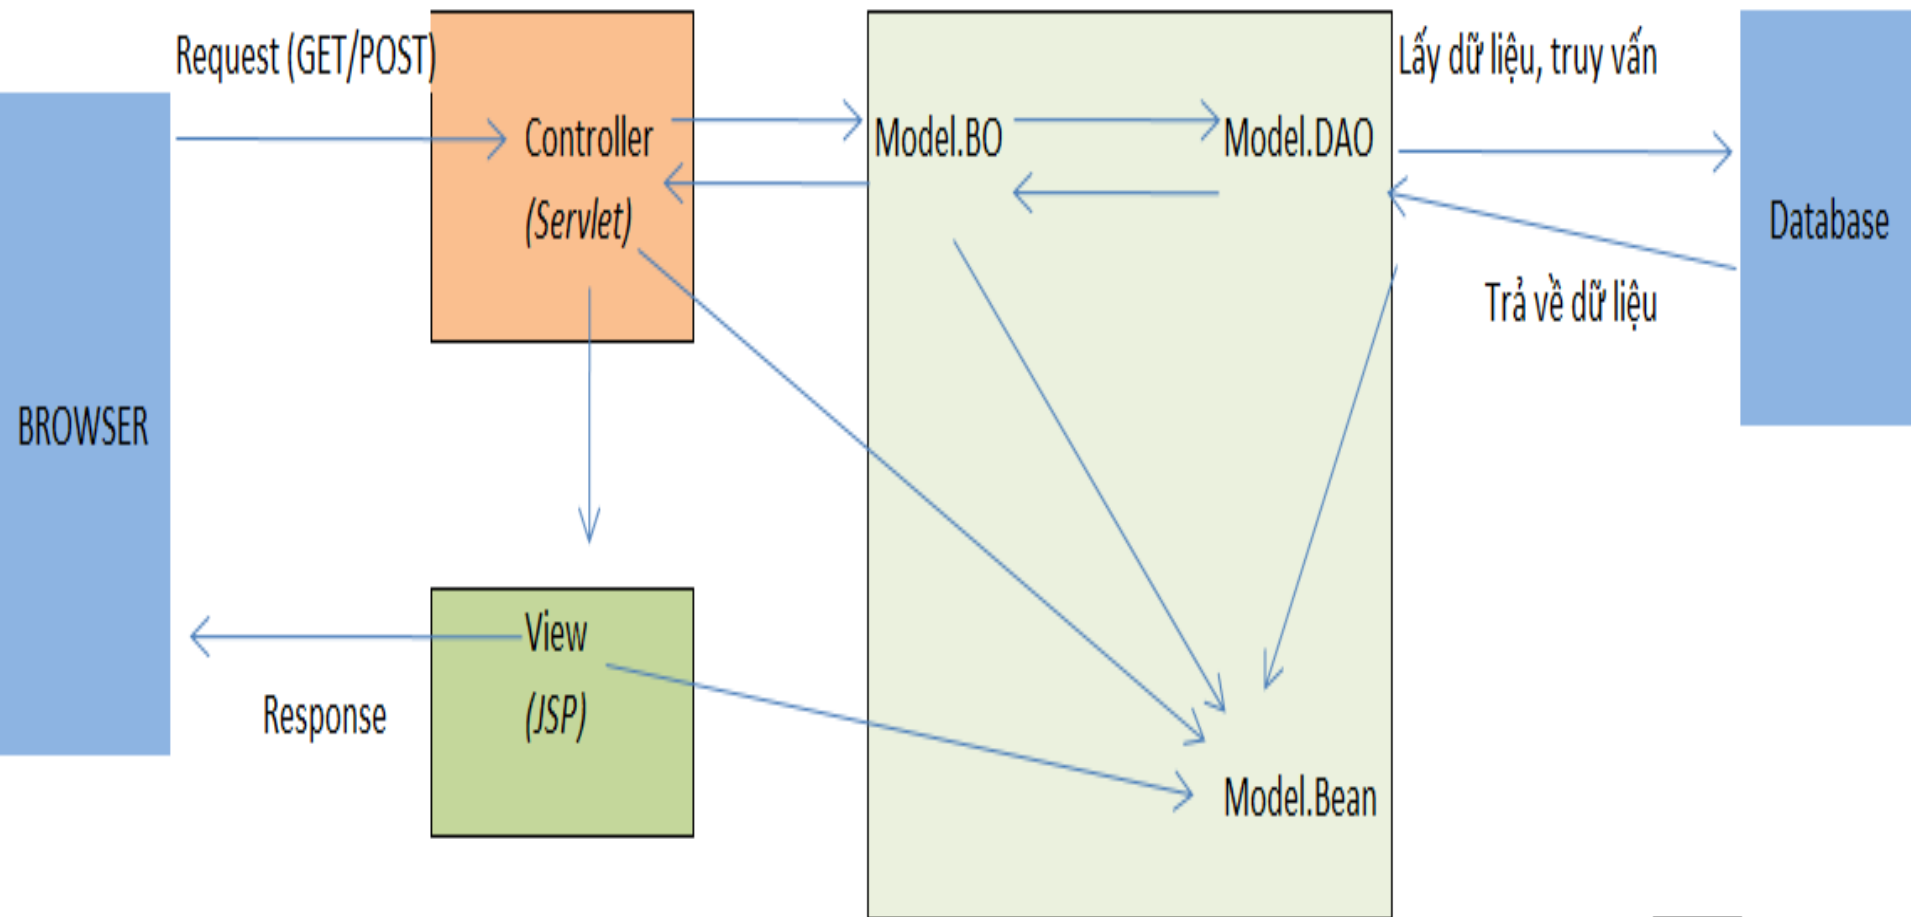 Request (GET/POST)
Lấy dữ liệu, truy vấn
Controller
(Servlet)
Model.BO
Model.DAO
Database
Trả về dữ liệu
BROWSER
View
(JSP)
Response
Model.Bean